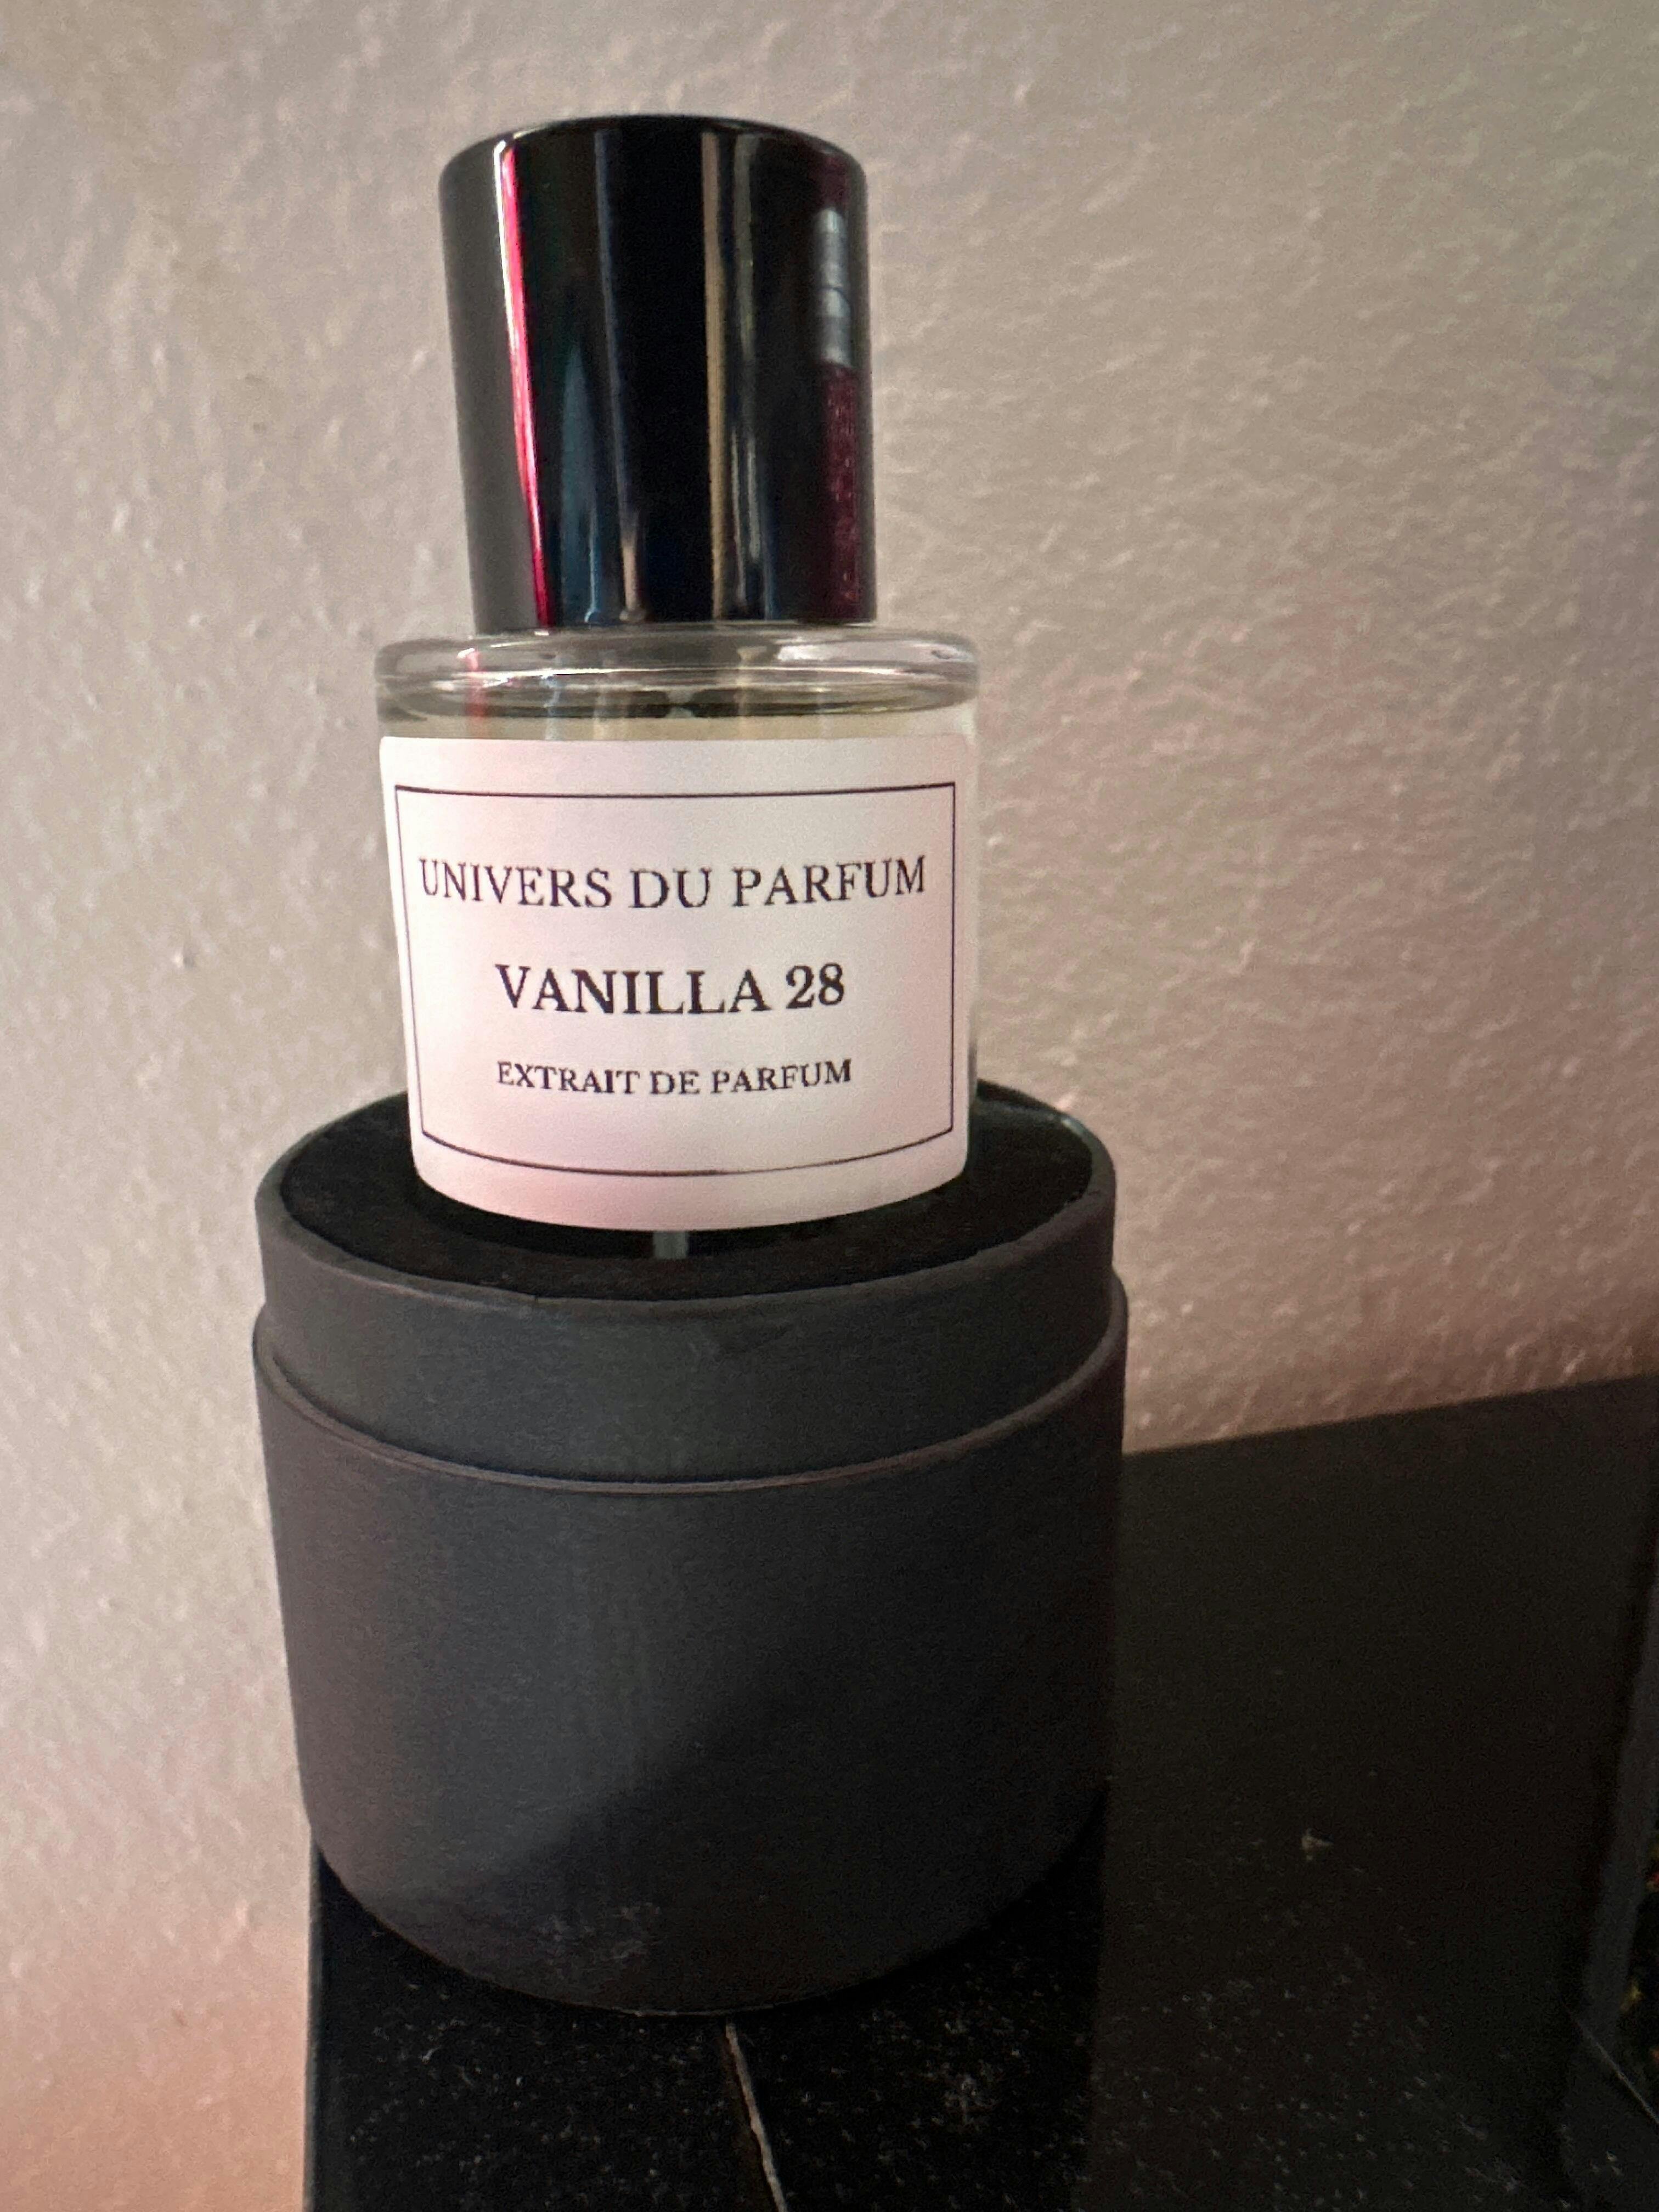 UNIVERS DU PARFUM
VANILLA 28
EXTRAIT DE PARFUM